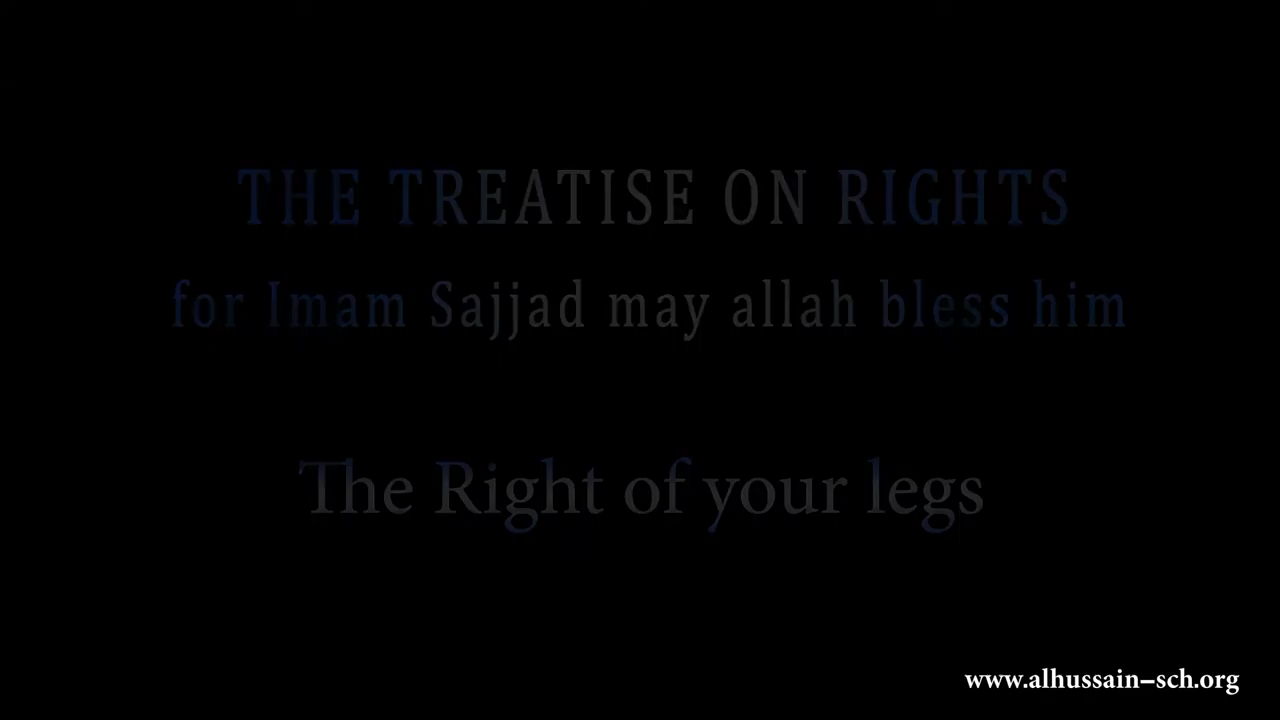 THE TREATISE ON RIGHTS
for Imam Sajjad may allah bless him
The Right of your legs
www.alhussain-sch.org